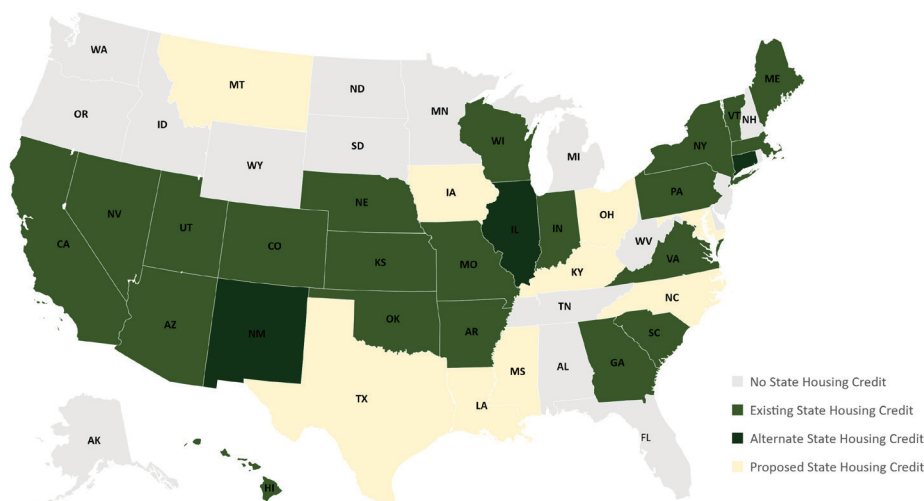 WA
MT
ND
MN
ME
VT
NH
OR
ID
SD
WI
NY
MI
WY
IA
PA
NE
OH
NV
UT
IL
IN
CA
CO
WV
VA
KS
MO
KY
NC
TN
AZ
OK
AR
NM
SC
MS
AL
GA
TX
LA
FL
AK
HI
No State Housing Credit
Existing State Housing Credit
Alternate State Housing Credit
Proposed State Housing Credit